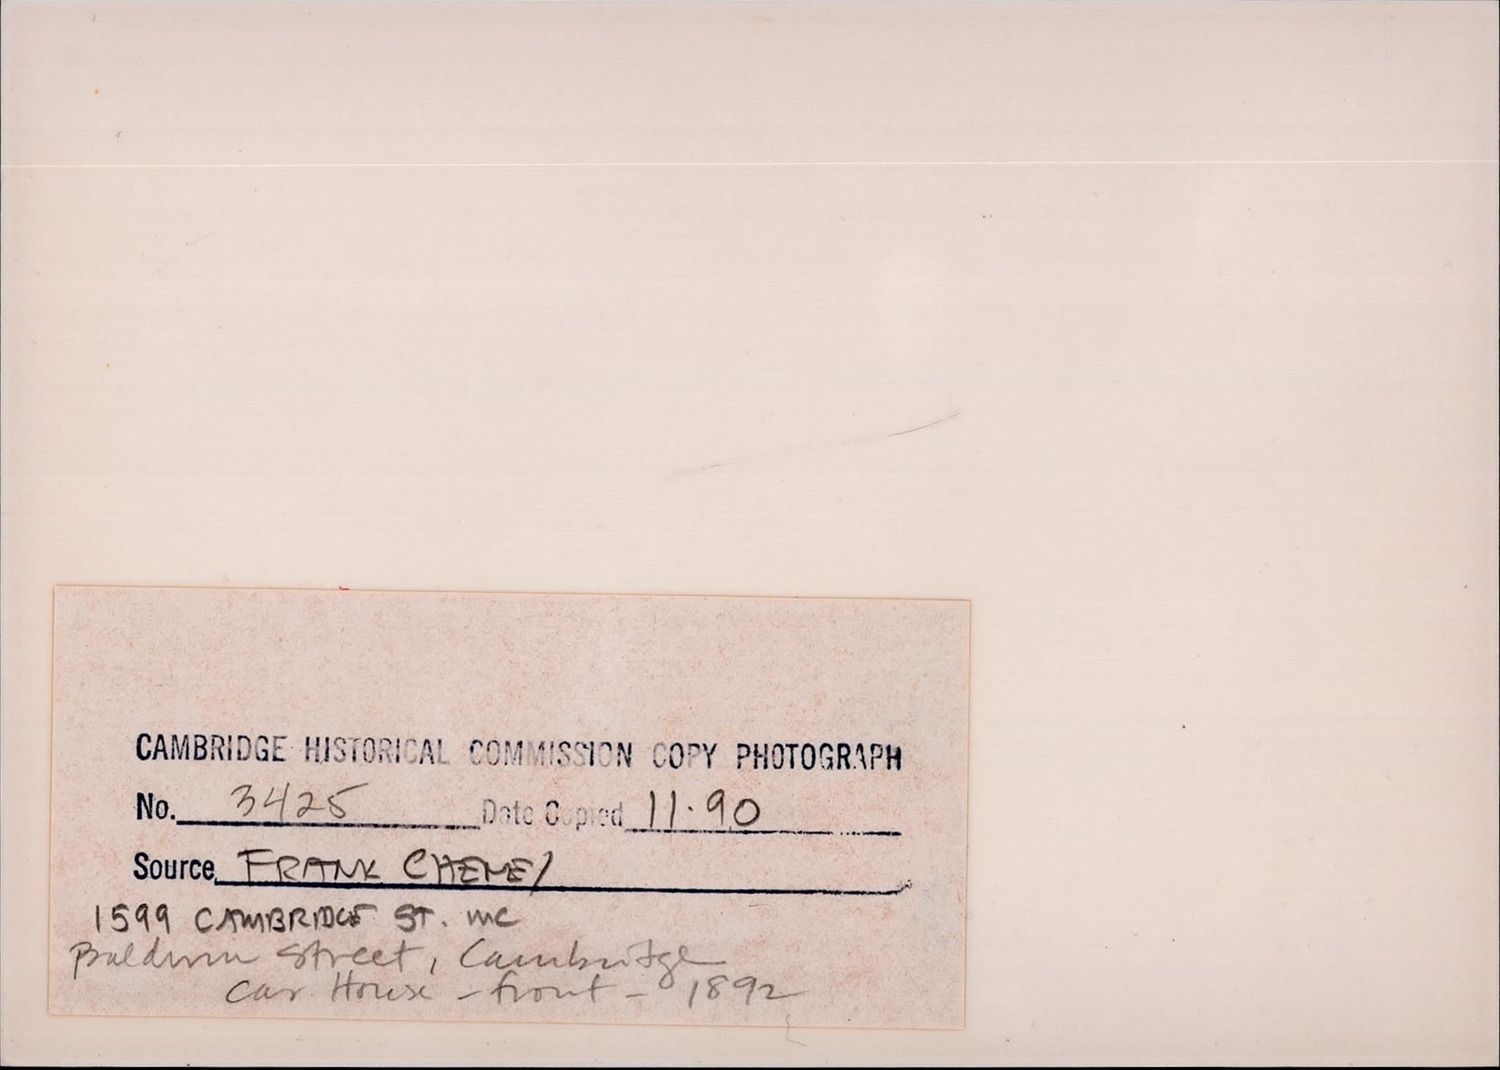 CAMBRIDGE HISTORICAL COMMISSION COPY PHOTOGRAPH
No. 3425 Date Copied 11.90
Source FRANK CHENEY
1599 CAMBRIDGE ST. MC
Baldwin Street, Cambridge
Car House - front - 1892